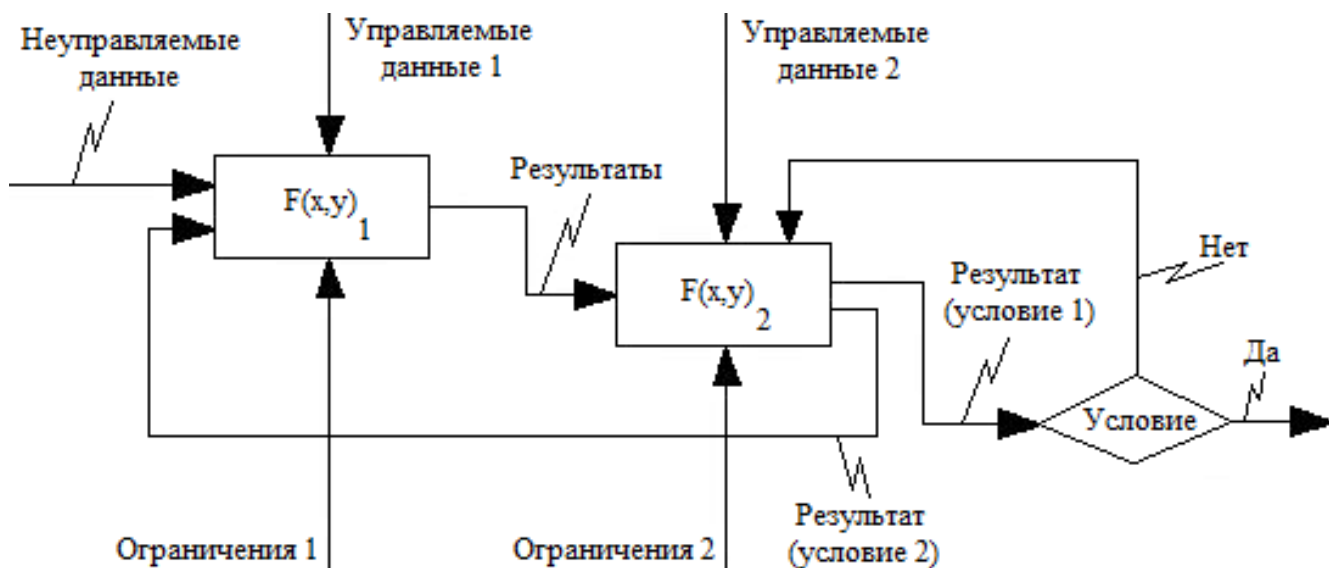 Неуправляемые
данные
Управляемые
данные 1
Управляемые
данные 2
F(x,y)
1
Результаты
F(x,y)
2
Результат
(условие 1)
Нет
Да
Условие
Результат
(условие 2)
Ограничения 1
Ограничения 2